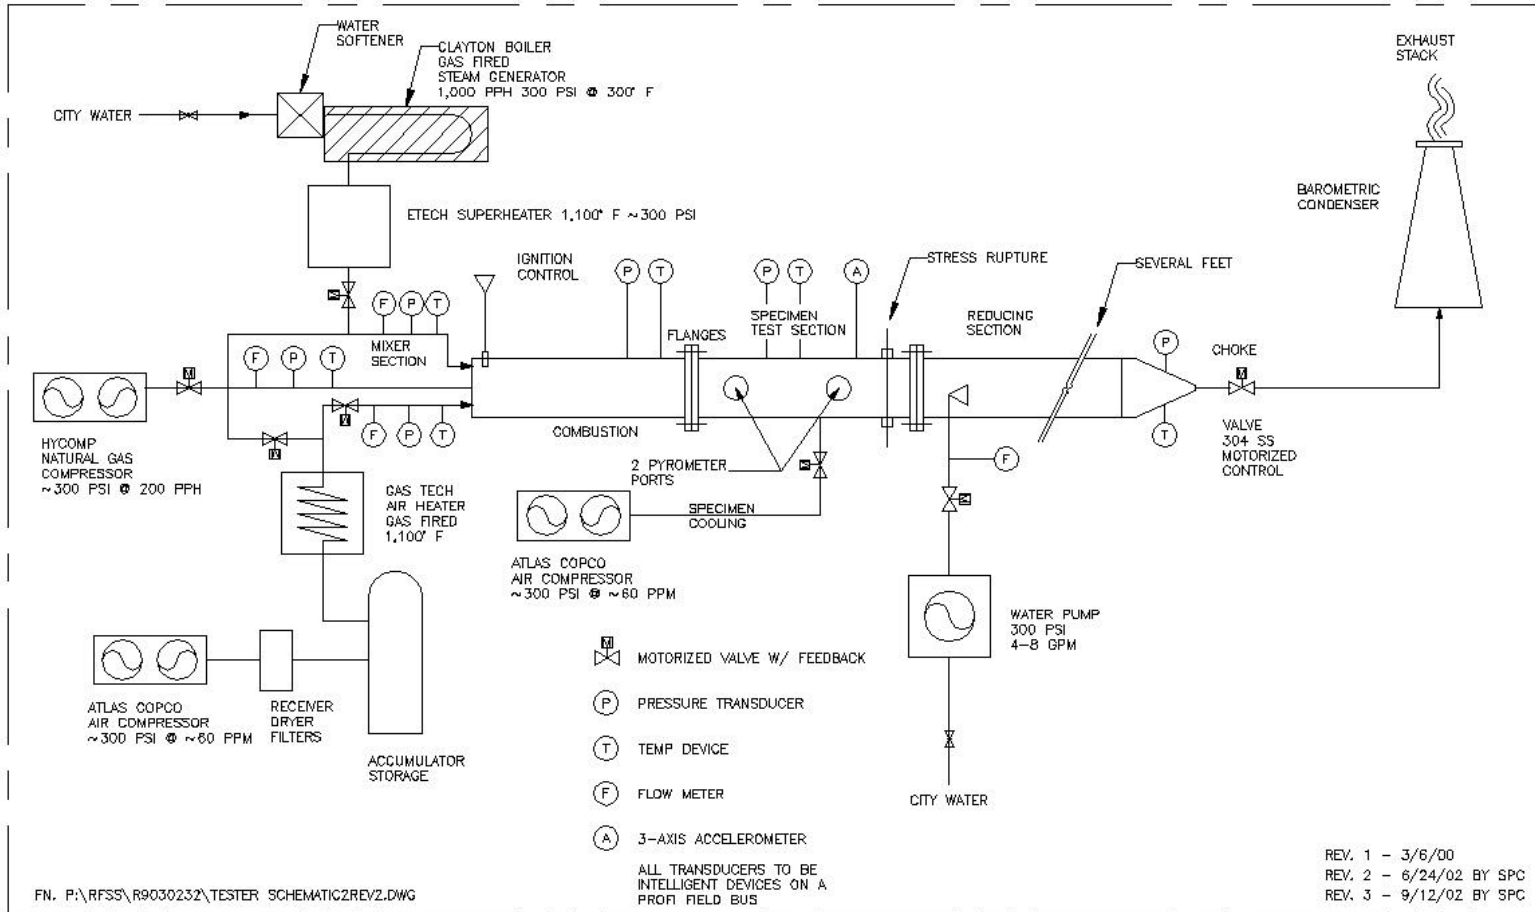 WATER
SOFTENER
CLAYTON BOILER
GAS FIRED
STEAM GENERATOR
1,000 PPH 300 PSI @ 300° F
CITY WATER
EXHAUST
STACK
BAROMETRIC
CONDENSER
ETECH SUPERHEATER 1,100° F ~300 PSI
IGNITION
CONTROL
P
T
P
T
A
STRESS RUPTURE
SEVERAL FEET
M
F
P
T
MIXER
SECTION
FLANGES
SPECIMEN
TEST SECTION
REDUCING
SECTION
F
P
T
P
CHOKE
M
M
HYCOMP
NATURAL GAS
COMPRESSOR
~300 PSI @ 200 PPH
M
M
F
P
T
COMBUSTION
T
VALVE
304 SS
MOTORIZED
CONTROL
2 PYROMETER
PORTS
M
F
GAS TECH
AIR HEATER
GAS FIRED
1,100° F
SPECIMEN
COOLING
M
ATLAS COPCO
AIR COMPRESSOR
~300 PSI @ ~60 PPM
WATER PUMP
300 PSI
4-8 GPM
ATLAS COPCO
AIR COMPRESSOR
~300 PSI @ ~60 PPM
RECEIVER
DRYER
FILTERS
ACCUMULATOR
STORAGE
M
MOTORIZED VALVE W/ FEEDBACK
P
PRESSURE TRANSDUCER
T
TEMP DEVICE
F
FLOW METER
A
3-AXIS ACCELEROMETER
ALL TRANSDUCERS TO BE
INTELLIGENT DEVICES ON A
PROFI FIELD BUS
CITY WATER
FN. P:\RFSS\R9030232\TESTER SCHEMATIC2REV2.DWG
REV. 1 - 3/6/00
REV. 2 - 6/24/02 BY SPC
REV. 3 - 9/12/02 BY SPC